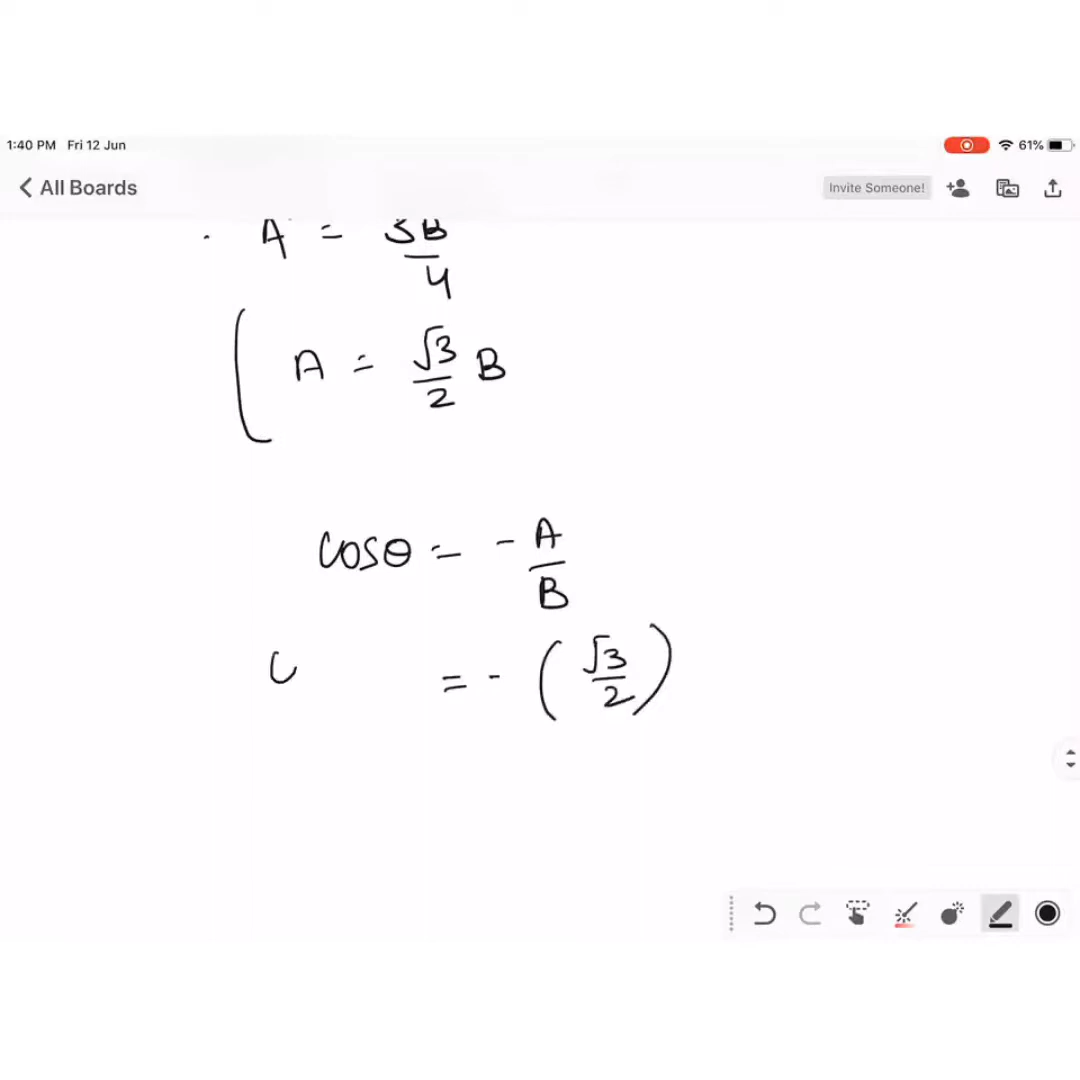 1:40 PM Fri 12 Jun 61%
All Boards Invite Someone!
. A = 3B/4
A = √3/2 B
cosθ = - A/B
= - (√3/2)